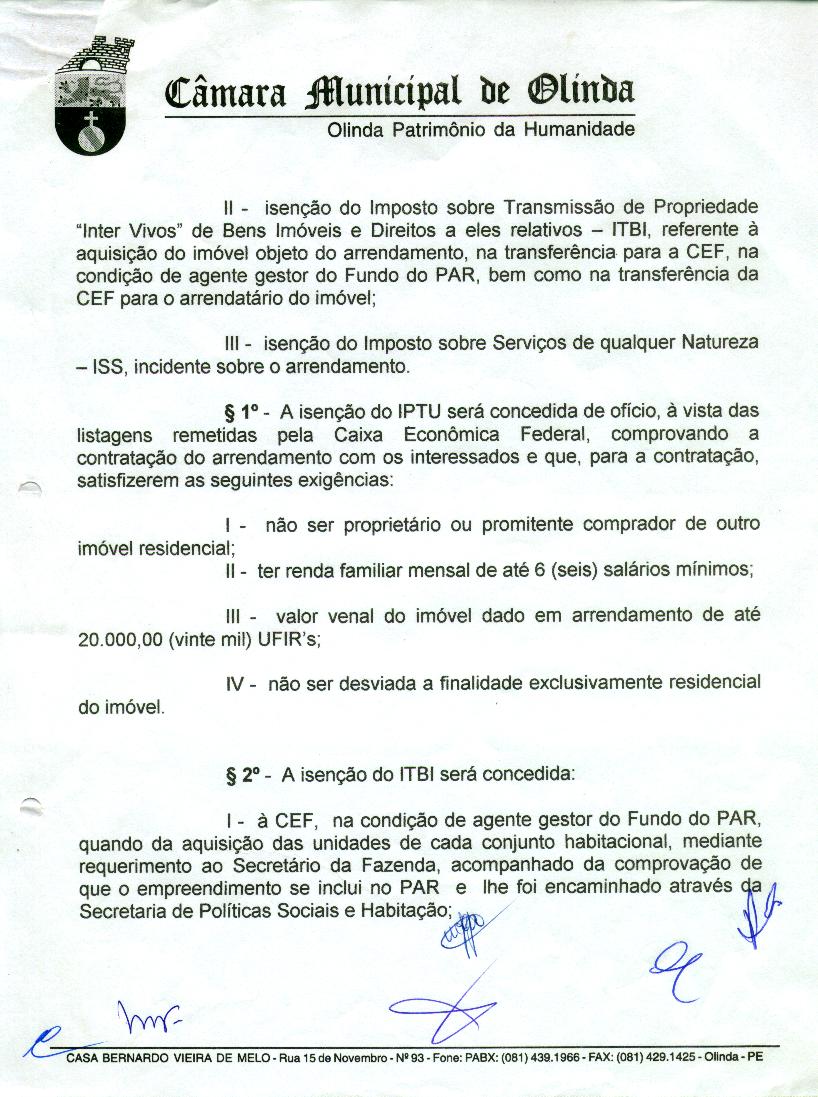 Câmara Municipal de Olinda
Olinda Patrimônio da Humanidade
II - isenção do Imposto sobre Transmissão de Propriedade
“Inter Vivos” de Bens Imóveis e Direitos a eles relativos – ITBI, referente à
aquisição do imóvel objeto do arrendamento, na transferência para a CEF, na
condição de agente gestor do Fundo do PAR, bem como na transferência da
CEF para o arrendatário do imóvel;
III - isenção do Imposto sobre Serviços de qualquer Natureza
– ISS, incidente sobre o arrendamento.
§ 1º - A isenção do IPTU será concedida de ofício, à vista das
listagens remetidas pela Caixa Econômica Federal, comprovando a
contratação do arrendamento com os interessados e que, para a contratação,
satisfizerem as seguintes exigências:
I - não ser proprietário ou promitente comprador de outro
imóvel residencial;
II - ter renda familiar mensal de até 6 (seis) salários mínimos;
III - valor venal do imóvel dado em arrendamento de até
20.000,00 (vinte mil) UFIR’s;
IV - não ser desviada a finalidade exclusivamente residencial
do imóvel.
§ 2º - A isenção do ITBI será concedida:
I - à CEF, na condição de agente gestor do Fundo do PAR,
quando da aquisição das unidades de cada conjunto habitacional, mediante
requerimento ao Secretário da Fazenda, acompanhado da comprovação de
que o empreendimento se inclui no PAR e lhe foi encaminhado através da
Secretaria de Políticas Sociais e Habitação;
CASA BERNARDO VIEIRA DE MELO - Rua 15 de Novembro - Nº 93 - Fone: PABX: (081) 439.1966 - FAX: (081) 429.1425 - Olinda - PE